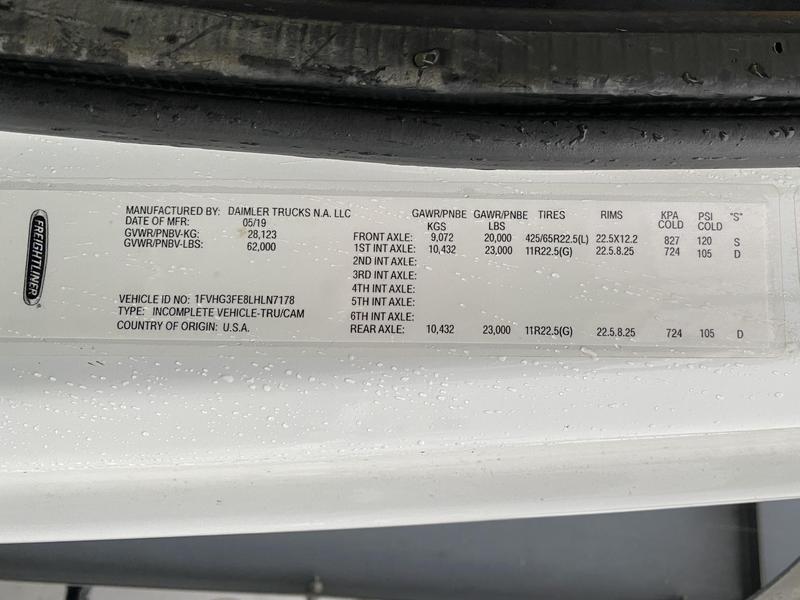 FREIGHTLINER
MANUFACTURED BY: DAIMLER TRUCKS N.A. LLC
DATE OF MFR: 05/19
GVWR/PNBV-KG: 28,123
GVWR/PNBV-LBS: 62,000
VEHICLE ID NO: 1FVHG3FE8LHLN7178
TYPE: INCOMPLETE VEHICLE-TRU/CAM
COUNTRY OF ORIGIN: U.S.A.
GAWR/PNBE GAWR/PNBE TIRES RIMS KPA PSI "S"
KGS LBS COLD COLD
FRONT AXLE: 9,072 20,000 425/65R22.5(L) 22.5X12.2 827 120 S
1ST INT AXLE: 10,432 23,000 11R22.5(G) 22.5.8.25 724 105 D
2ND INT AXLE:
3RD INT AXLE:
4TH INT AXLE:
5TH INT AXLE:
6TH INT AXLE:
REAR AXLE: 10,432 23,000 11R22.5(G) 22.5.8.25 724 105 D